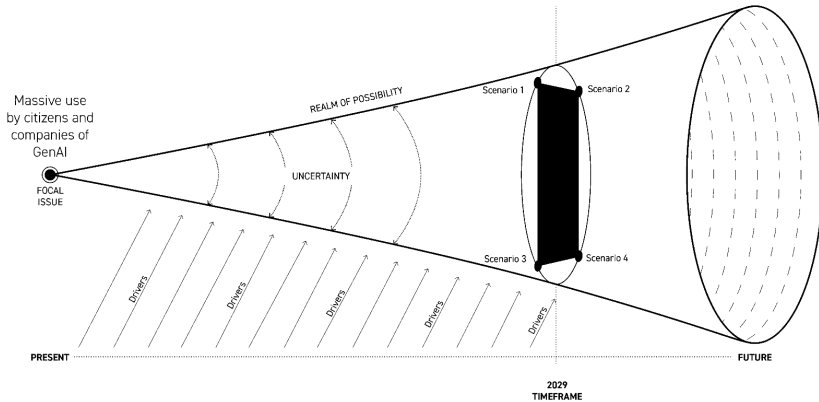 Massive use
by citizens and
companies of
GenAI
FOCAL
ISSUE
REALM OF POSSIBILITY
UNCERTAINTY
Scenario 1
Scenario 2
Scenario 3
Scenario 4
Drivers
Drivers
Drivers
Drivers
Drivers
PRESENT
FUTURE
2029
TIMEFRAME